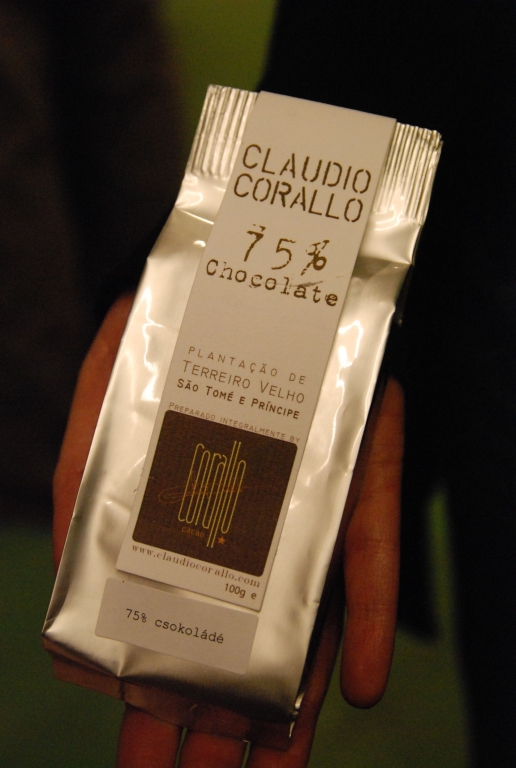 CLAUDIO
CORALLO
75%
Chocolate
PLANTAÇÃO DE
TERREIRO VELHO
SÃO TOMÉ E PRÍNCIPE
PREPARADO INTEGRALMENTE BY
corallo
CACAO
www.claudiocorallo.com
100g e
75% csokoládé